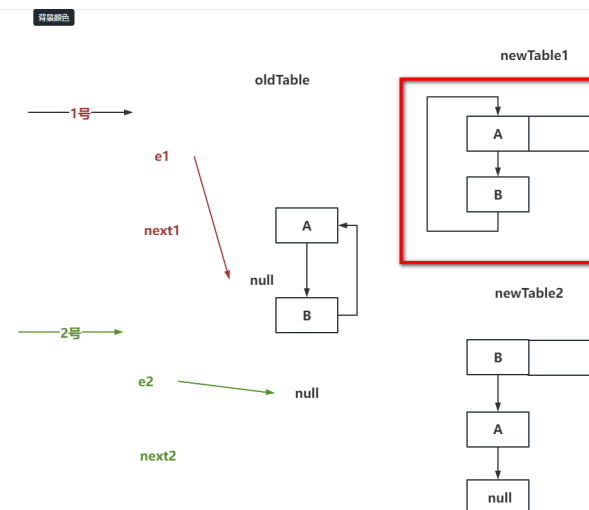 背景颜色
newTable1
oldTable
1号
A
e1
B
A
next1
null
newTable2
B
2号
B
e2
null
A
next2
null